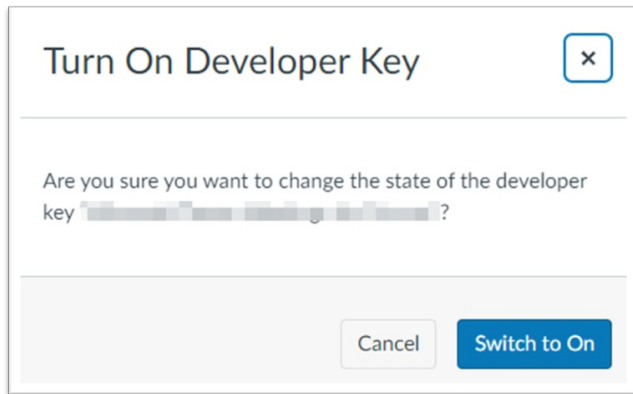 Turn On Developer Key
×
Are you sure you want to change the state of the developer
key "                    "?
Cancel
Switch to On